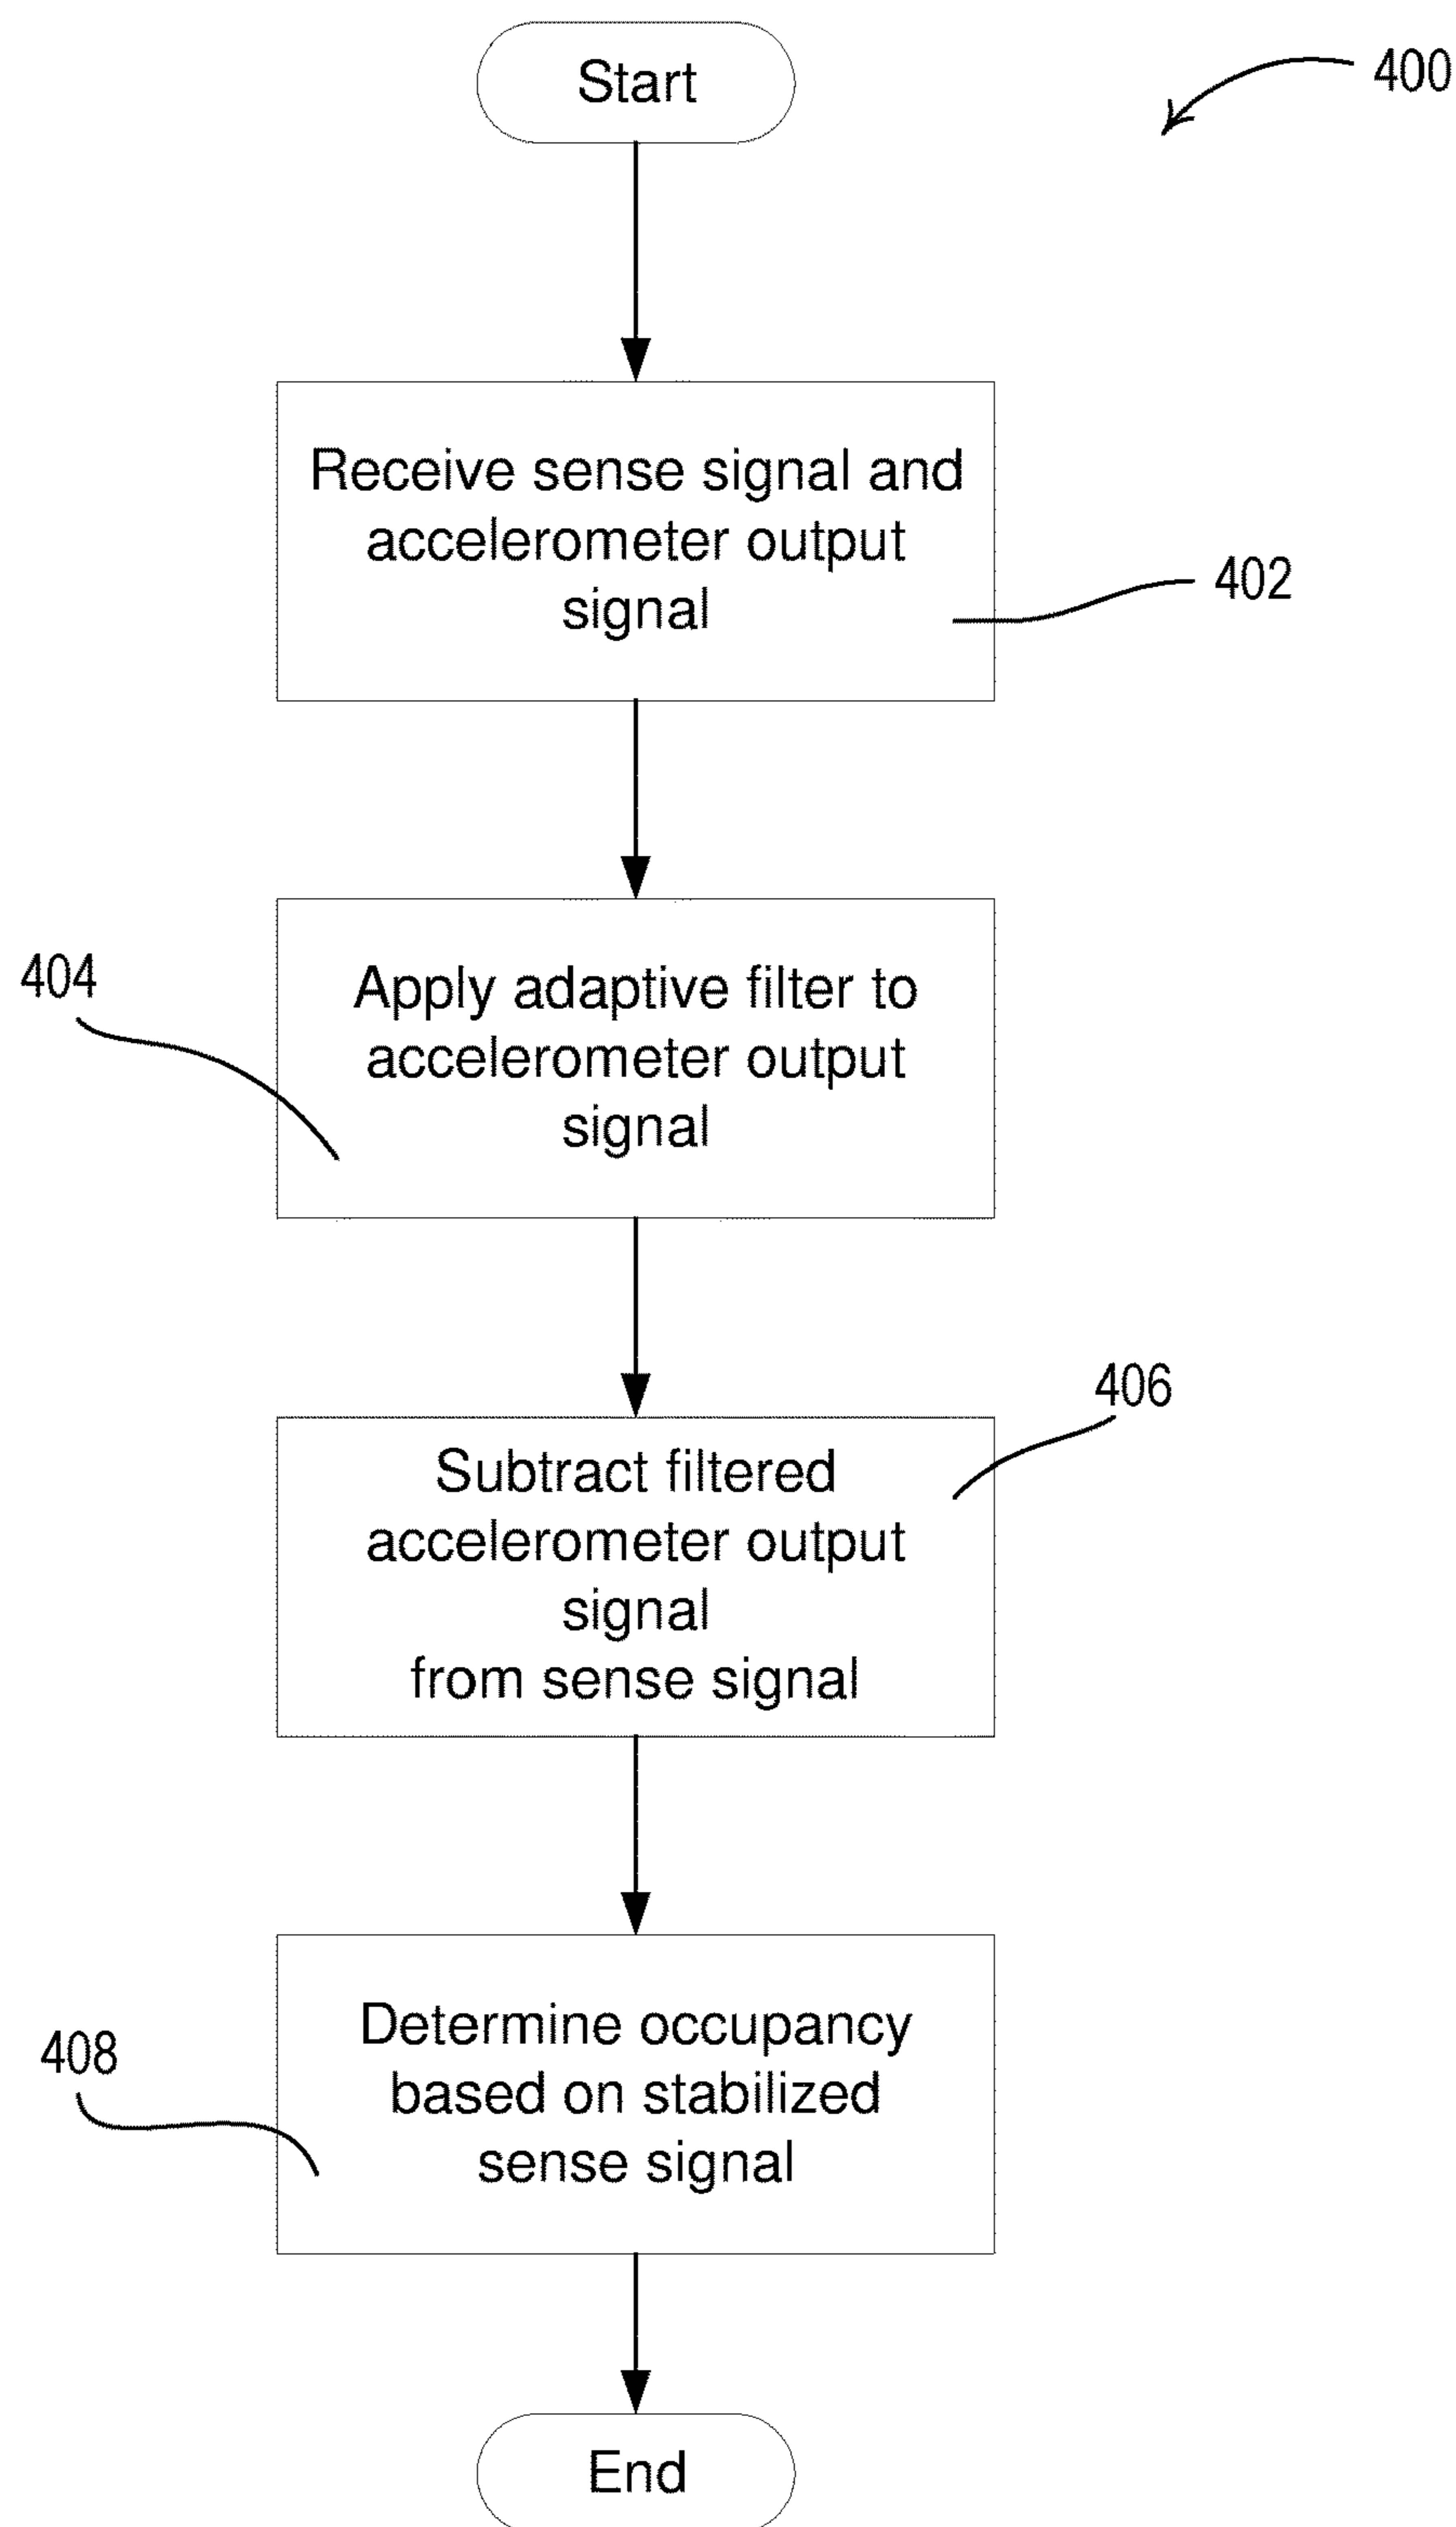 Start
400
Receive sense signal and
accelerometer output
signal
402
404
Apply adaptive filter to
accelerometer output
signal
406
Subtract filtered
accelerometer output
signal
from sense signal
408
Determine occupancy
based on stabilized
sense signal
End